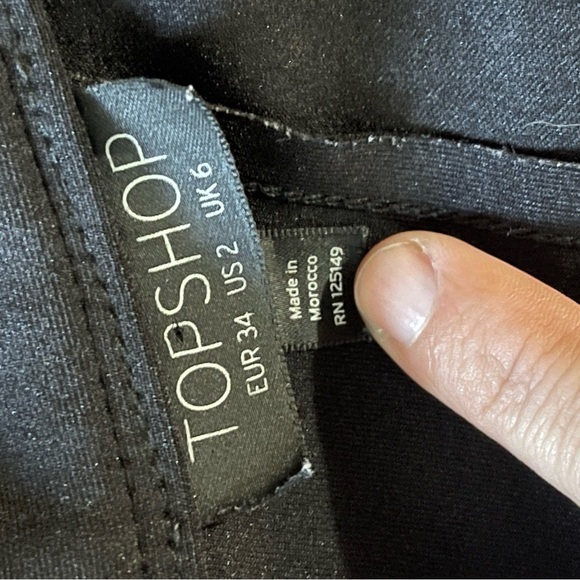 TOPSHOP
EUR 34 US 2 UK 6
Made in
Morocco
RN 125149